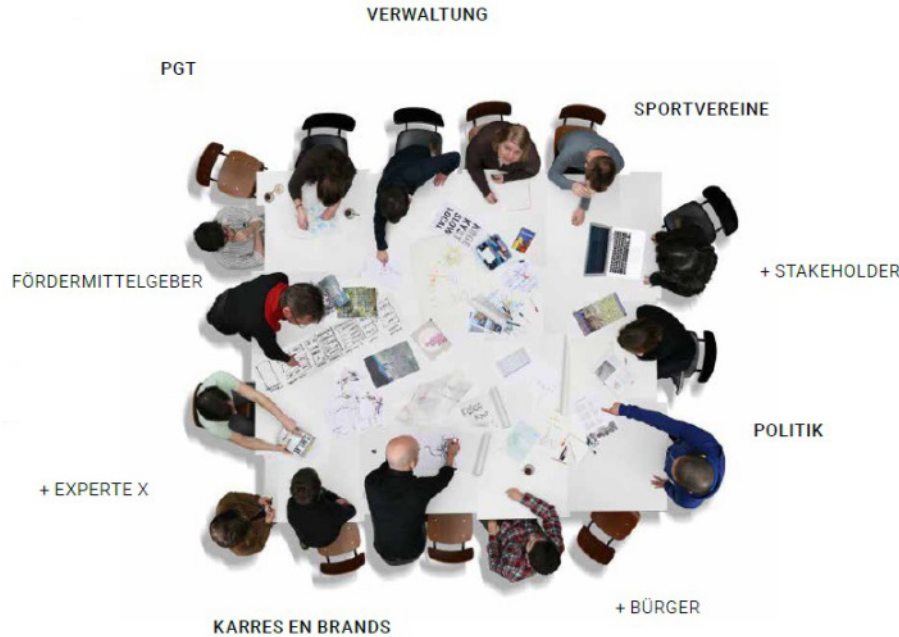 VERWALTUNG
PGT
SPORTVEREINE
FÖRDERMITTELGEBER
+ STAKEHOLDER
POLITIK
+ EXPERTE X
+ BÜRGER
KARRES EN BRANDS